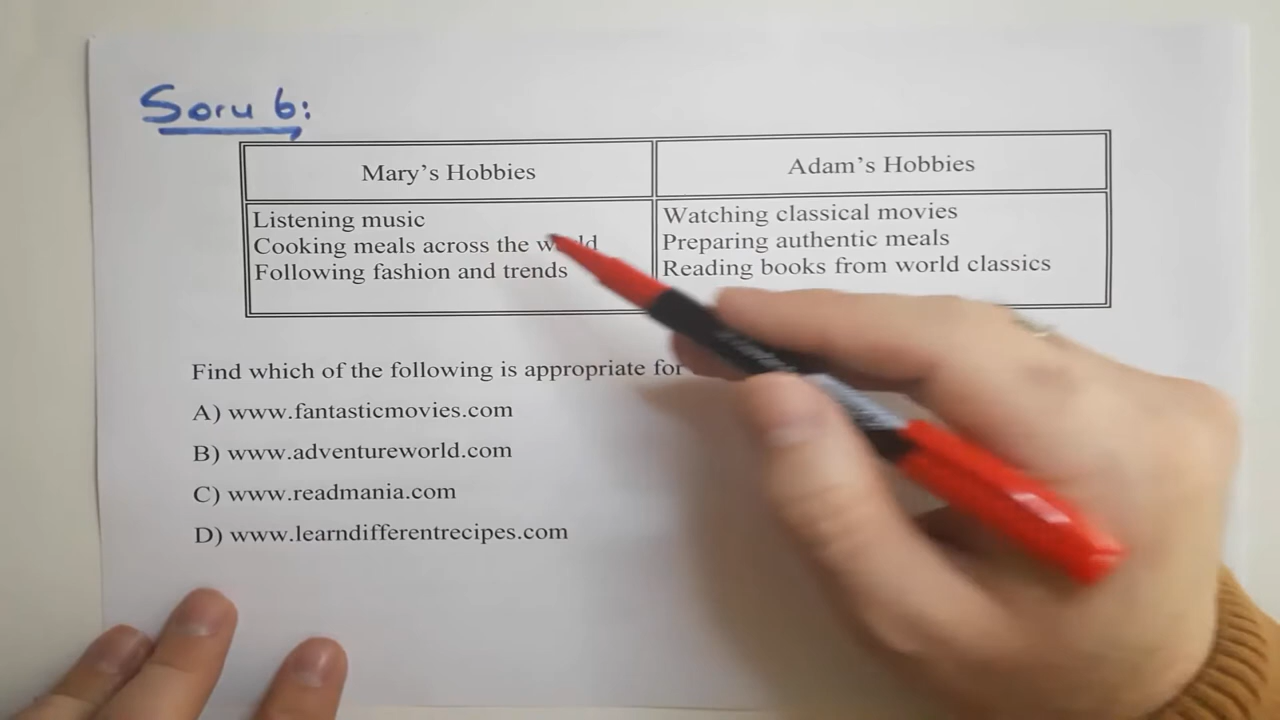 Soru 6:
Mary's Hobbies
Adam's Hobbies
Listening music
Cooking meals across the world
Following fashion and trends
Watching classical movies
Preparing authentic meals
Reading books from world classics
Find which of the following is appropriate for
A) www.fantasticmovies.com
B) www.adventureworld.com
C) www.readmania.com
D) www.learndifferentrecipes.com